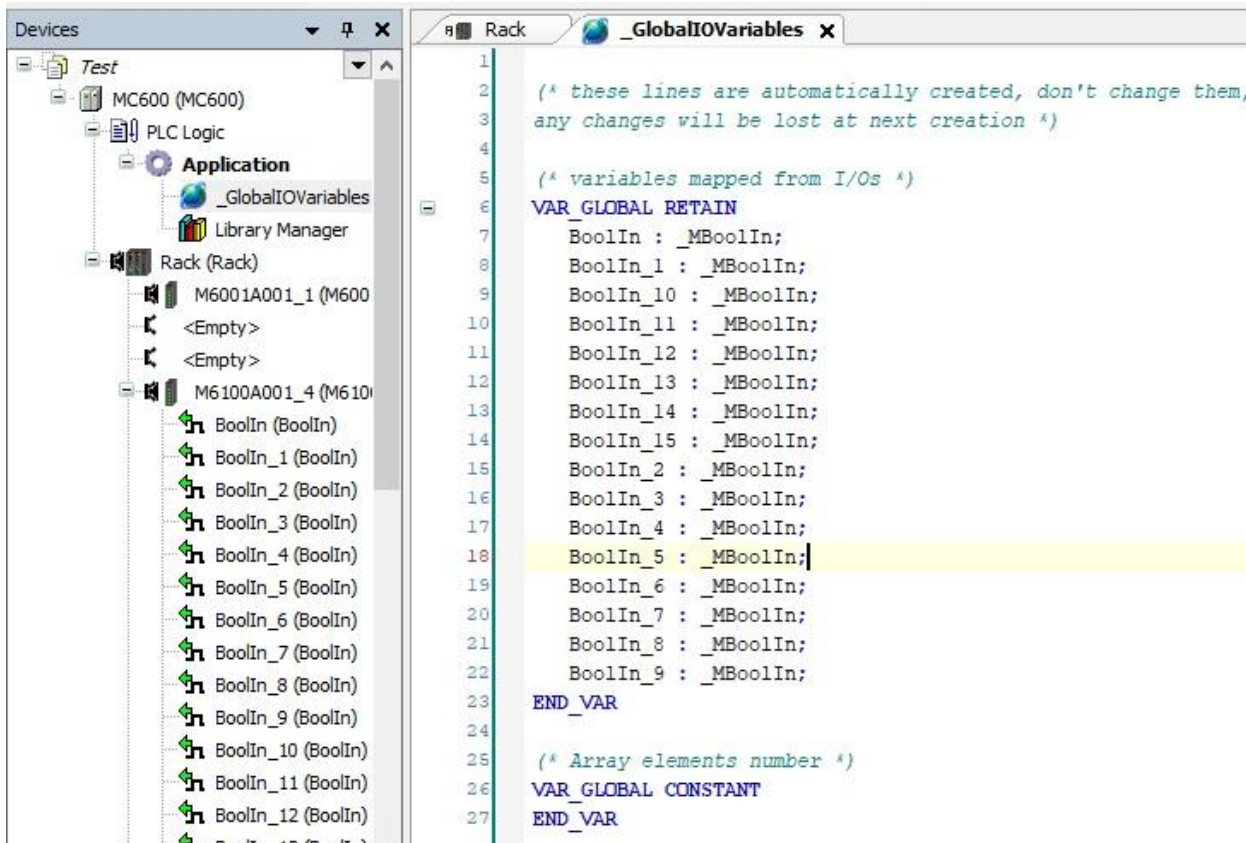 Devices
Test
MC600 (MC600)
PLC Logic
Application
_GlobalIOVariables
Library Manager
Rack (Rack)
M6001A001_1 (M600
<Empty>
<Empty>
M6100A001_4 (M610
BoolIn (BoolIn)
BoolIn_1 (BoolIn)
BoolIn_2 (BoolIn)
BoolIn_3 (BoolIn)
BoolIn_4 (BoolIn)
BoolIn_5 (BoolIn)
BoolIn_6 (BoolIn)
BoolIn_7 (BoolIn)
BoolIn_8 (BoolIn)
BoolIn_9 (BoolIn)
BoolIn_10 (BoolIn)
BoolIn_11 (BoolIn)
BoolIn_12 (BoolIn)
Rack _GlobalIOVariables
1
2 (* these lines are automatically created, don't change them,
3 any changes will be lost at next creation *)
4
5 (* variables mapped from I/Os *)
6 VAR_GLOBAL RETAIN
7 BoolIn : _MBoolIn;
8 BoolIn_1 : _MBoolIn;
9 BoolIn_10 : _MBoolIn;
10 BoolIn_11 : _MBoolIn;
11 BoolIn_12 : _MBoolIn;
12 BoolIn_13 : _MBoolIn;
13 BoolIn_14 : _MBoolIn;
14 BoolIn_15 : _MBoolIn;
15 BoolIn_2 : _MBoolIn;
16 BoolIn_3 : _MBoolIn;
17 BoolIn_4 : _MBoolIn;
18 BoolIn_5 : _MBoolIn;
19 BoolIn_6 : _MBoolIn;
20 BoolIn_7 : _MBoolIn;
21 BoolIn_8 : _MBoolIn;
22 BoolIn_9 : _MBoolIn;
23 END_VAR
24
25 (* Array elements number *)
26 VAR_GLOBAL CONSTANT
27 END_VAR